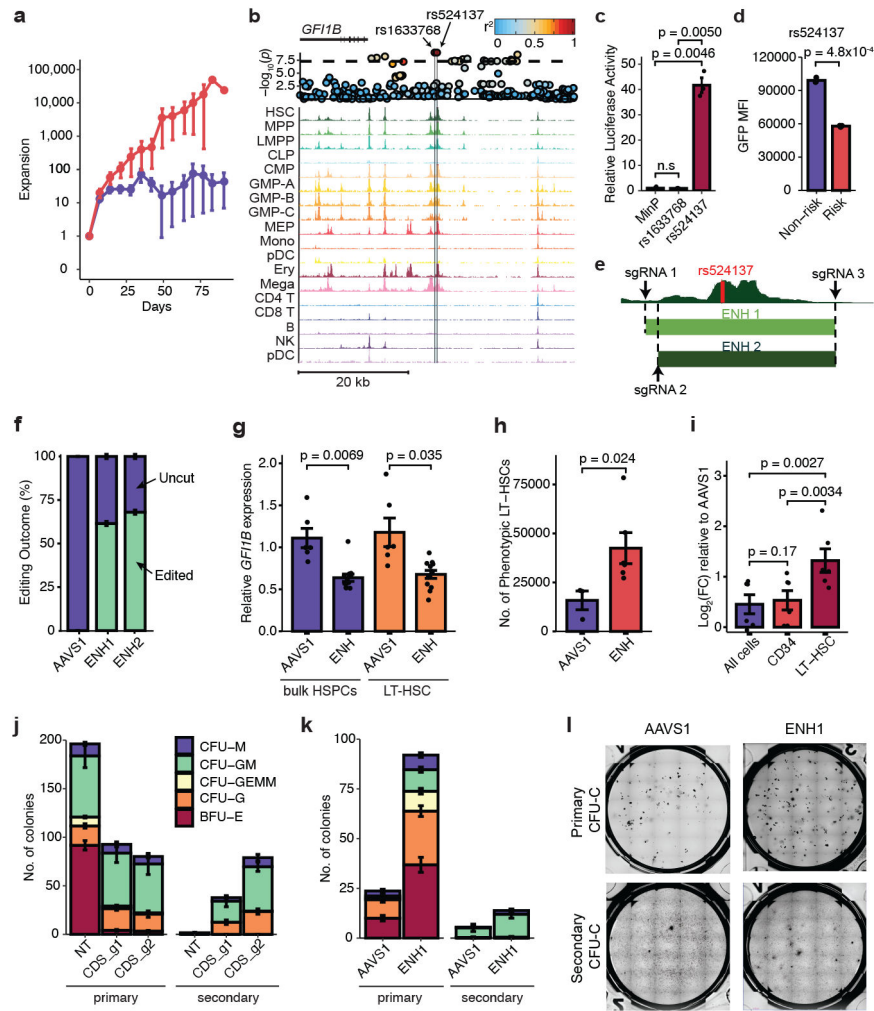 a
Expansion
100,000
10,000
1,000
100
10
1
0
0
25
50
75
Days
b
GFI1B
rs1633768
rs524137
r²
0
0.5
1
−log₁₀(p)
7.5
5.0
2.5
HSC
MPP
LMPP
CLP
CMP
GMP-A
GMP-B
GMP-C
MEP
Mono
pDC
Ery
Mega
CD4 T
CD8 T
B
NK
pDC
20 kb
c
p = 0.0050
p = 0.0046
n.s
Relative Luciferase Activity
50
40
30
20
10
0
MinP
rs1633768
rs524137
d
rs524137
p = 4.8x10⁻⁴
GFP MFI
120000
90000
60000
30000
0
Non−risk
Risk
e
rs524137
sgRNA 1
sgRNA 3
ENH 1
ENH 2
sgRNA 2
f
Editing Outcome (%)
100
75
50
25
0
Uncut
Edited
AAVS1
ENH1
ENH2
g
Relative GFI1B expression
p = 0.0069
p = 0.035
2.0
1.5
1.0
0.5
0.0
AAVS1
ENH
AAVS1
ENH
bulk HSPCs
LT-HSC
h
No. of Phenotypic LT−HSCs
p = 0.024
75000
50000
25000
0
AAVS1
ENH
i
Log₂(FC) relative to AAVS1
p = 0.0027
p = 0.0034
p = 0.17
3
2
1
0
All cells
CD34
LT−HSC
j
No. of colonies
200
150
100
50
0
CFU−M
CFU−GM
CFU−GEMM
CFU−G
BFU−E
NT
CDS_g1
CDS_g2
NT
CDS_g1
CDS_g2
primary
secondary
k
No. of colonies
100
75
50
25
0
AAVS1
ENH1
AAVS1
ENH1
primary
secondary
l
AAVS1
ENH1
Primary
CFU-C
Secondary
CFU-C